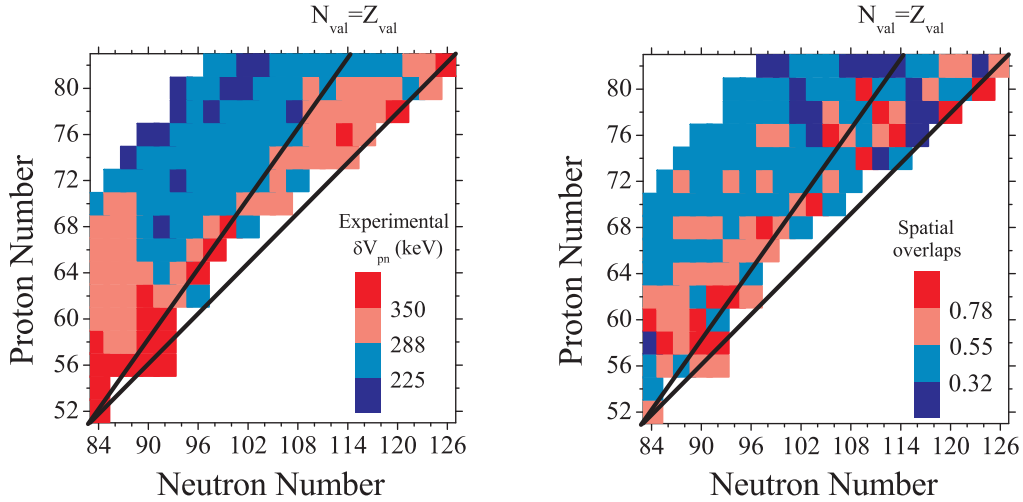 N_val=Z_val
80
76
72
68
64
60
56
52
Proton Number
Experimental
δV_pn (keV)
350
288
225
84 90 96 102 108 114 120 126
Neutron Number
N_val=Z_val
80
76
72
68
64
60
56
52
Proton Number
Spatial
overlaps
0.78
0.55
0.32
84 90 96 102 108 114 120 126
Neutron Number